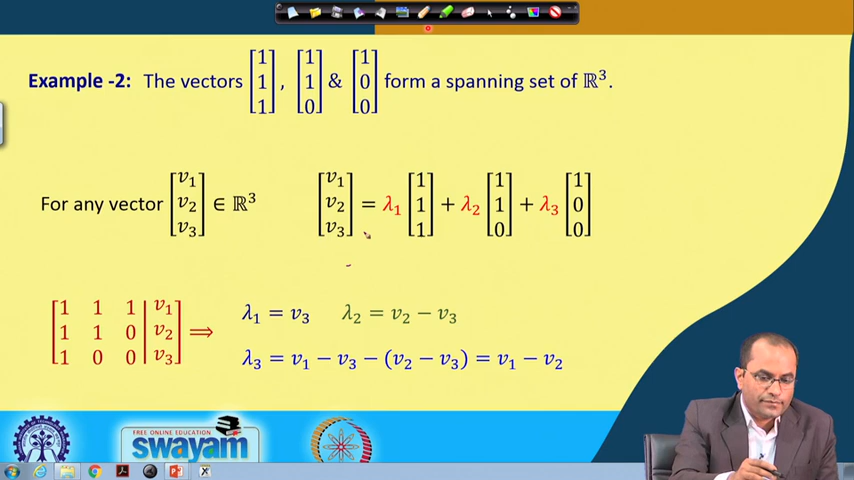 Example -2: The vectors [1 1 1], [1 1 0] & [1 0 0] form a spanning set of ℝ³.
For any vector [v₁ v₂ v₃] ∈ ℝ³ [v₁ v₂ v₃] = λ₁ [1 1 1] + λ₂ [1 1 0] + λ₃ [1 0 0]
[1 1 1 | v₁
1 1 0 | v₂
1 0 0 | v₃] ⟹
λ₁ = v₃ λ₂ = v₂ − v₃
λ₃ = v₁ − v₃ − (v₂ − v₃) = v₁ − v₂
FREE ONLINE EDUCATION
swayam